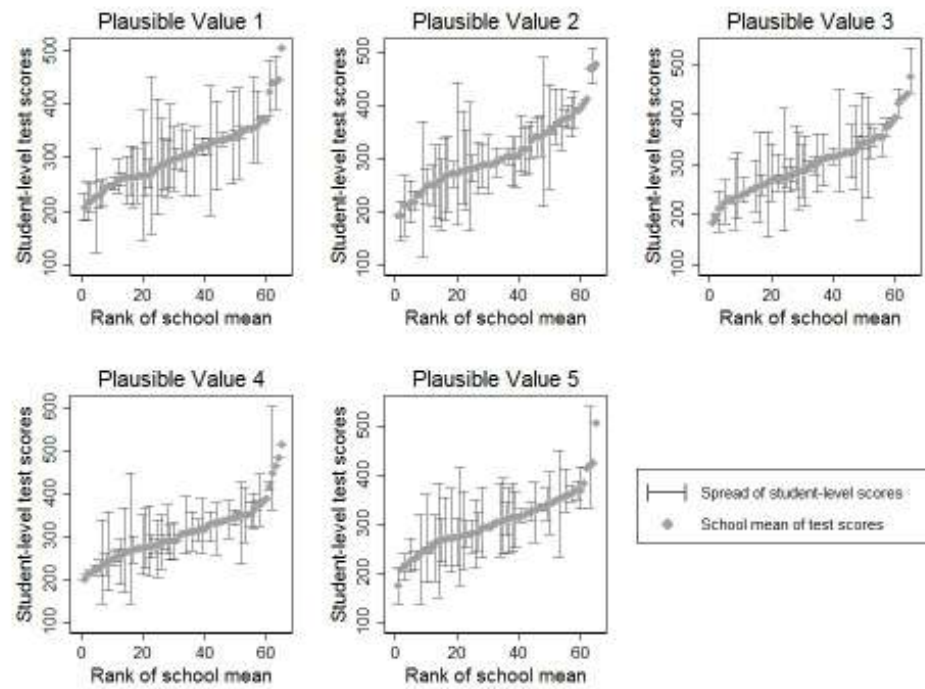 Plausible Value 1
Plausible Value 2
Plausible Value 3
Student-level test scores
500
400
300
200
100
0
20
40
60
Rank of school mean
Student-level test scores
500
400
300
200
100
0
20
40
60
Rank of school mean
Student-level test scores
500
400
300
200
100
0
20
40
60
Rank of school mean
Plausible Value 4
Plausible Value 5
Student-level test scores
600
500
400
300
200
100
0
20
40
60
Rank of school mean
Student-level test scores
500
400
300
200
100
0
20
40
60
Rank of school mean
Spread of student-level scores
School mean of test scores